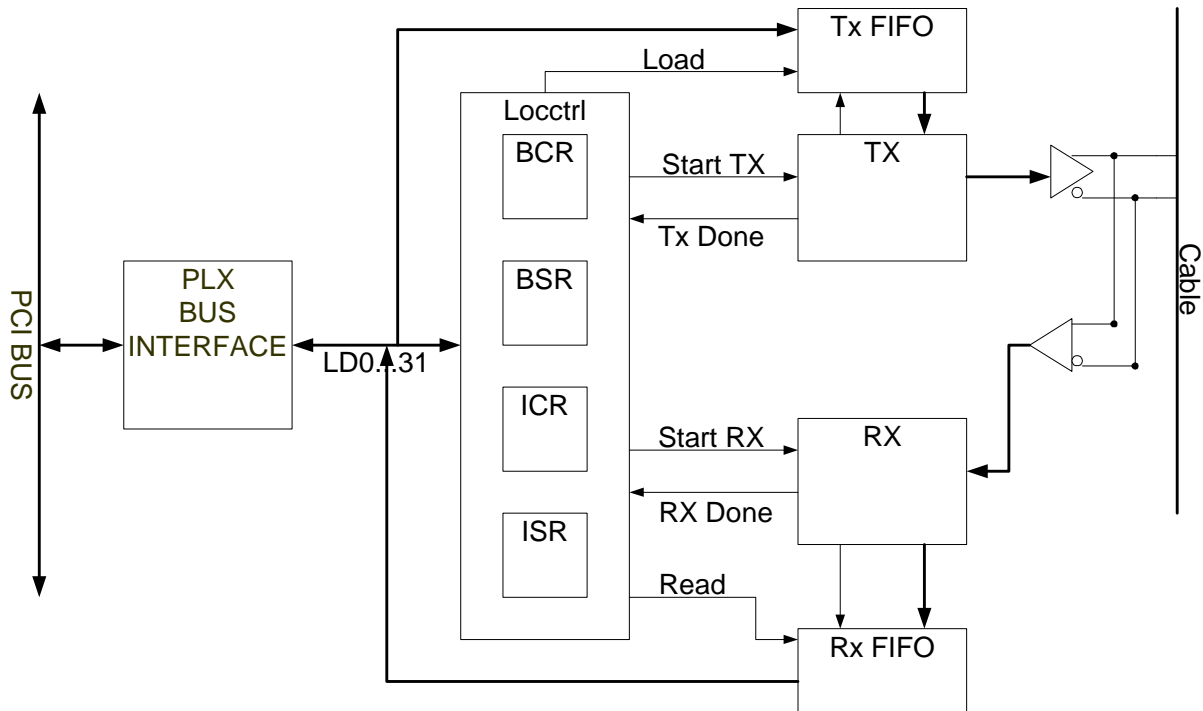 Tx FIFO
Load
Locctrl
BCR
Start TX
TX
Tx Done
BSR
PLX
BUS
INTERFACE
PCI BUS
LD0...31
Cable
ICR
Start RX
RX
RX Done
ISR
Read
Rx FIFO